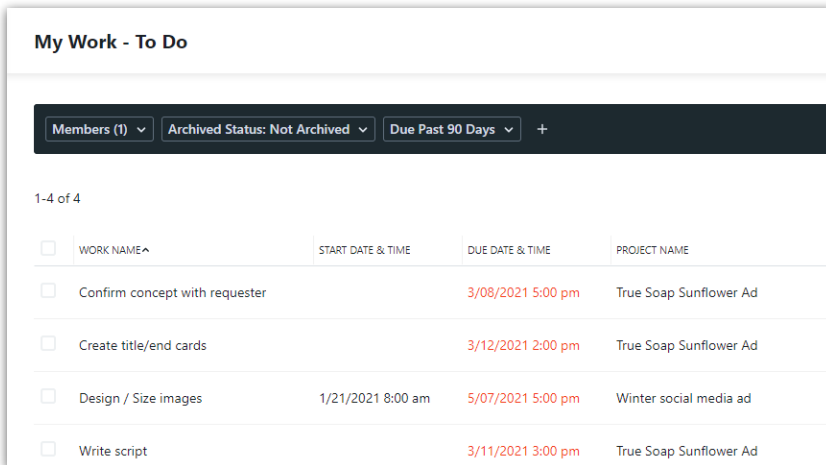 My Work - To Do
Members (1) Archived Status: Not Archived Due Past 90 Days +
1-4 of 4
WORK NAME START DATE & TIME DUE DATE & TIME PROJECT NAME
Confirm concept with requester 3/08/2021 5:00 pm True Soap Sunflower Ad
Create title/end cards 3/12/2021 2:00 pm True Soap Sunflower Ad
Design / Size images 1/21/2021 8:00 am 5/07/2021 5:00 pm Winter social media ad
Write script 3/11/2021 3:00 pm True Soap Sunflower Ad